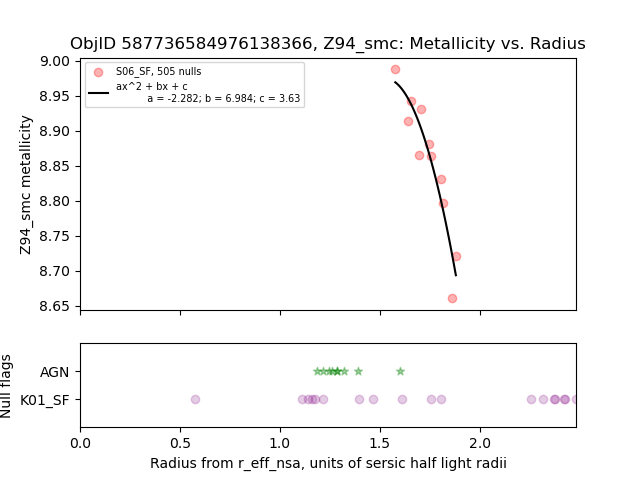 ObjID 587736584976138366, Z94_smc: Metallicity vs. Radius
9.00
8.95
8.90
8.85
8.80
8.75
8.70
8.65
Z94_smc metallicity
S06_SF, 505 nulls
ax^2 + bx + c
a = -2.282; b = 6.984; c = 3.63
AGN
K01_SF
Null flags
0.0 0.5 1.0 1.5 2.0
Radius from r_eff_nsa, units of sersic half light radii